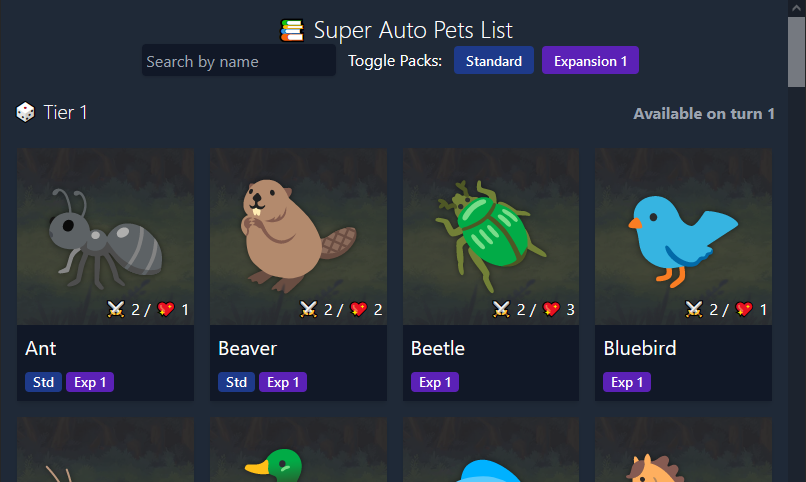 Super Auto Pets List
Search by name Toggle Packs: Standard Expansion 1
Tier 1 Available on turn 1
2 / 1 2 / 2 2 / 3 2 / 1
Ant Beaver Beetle Bluebird
Std Exp 1 Std Exp 1 Exp 1 Exp 1